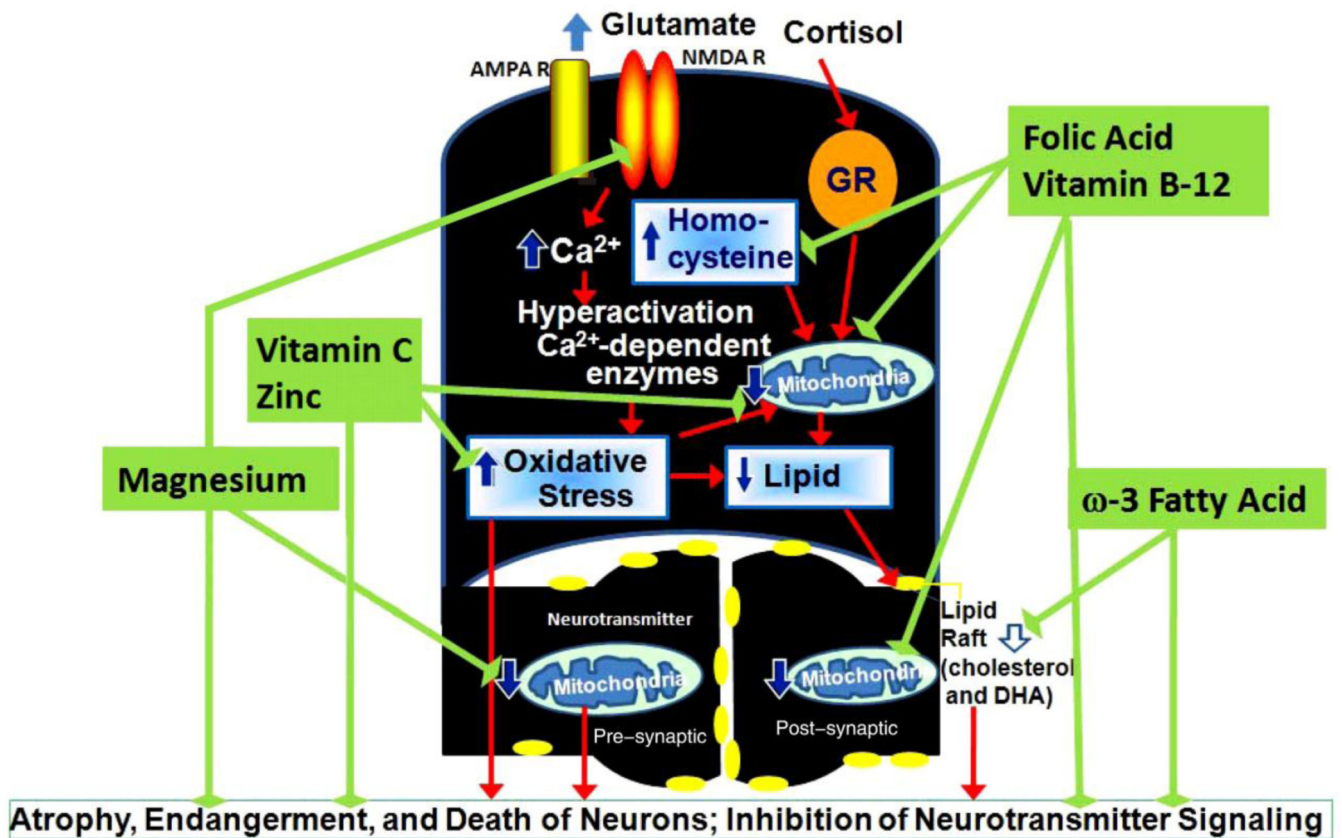 Glutamate
Cortisol
AMPA R
NMDA R
Folic Acid
Vitamin B-12
GR
Homo-
cysteine
Ca²⁺
Hyperactivation
Ca²⁺-dependent
enzymes
Mitochondria
Vitamin C
Zinc
Oxidative
Stress
Lipid
Magnesium
ω-3 Fatty Acid
Neurotransmitter
Lipid
Raft
(cholesterol
and DHA)
Mitochondria
Mitochondri
Pre-synaptic
Post-synaptic
Atrophy, Endangerment, and Death of Neurons; Inhibition of Neurotransmitter Signaling